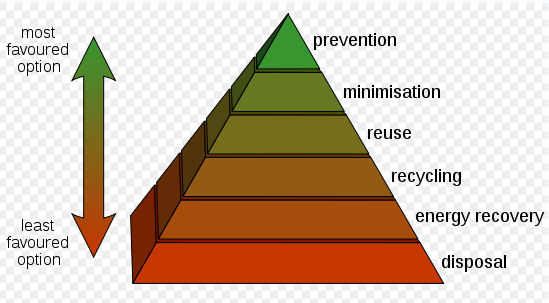 most
favoured
option
prevention
minimisation
reuse
recycling
energy recovery
disposal
least
favoured
option